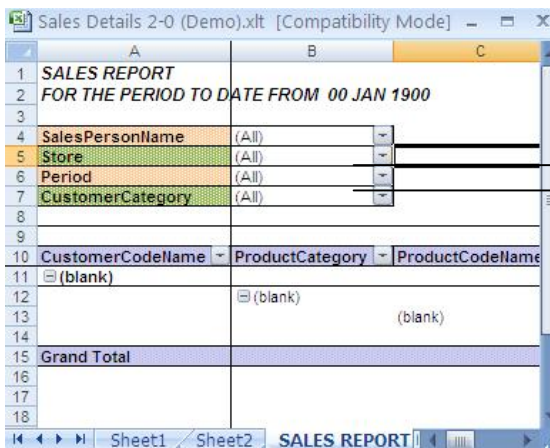 Sales Details 2-0 (Demo).xlt [Compatibility Mode]
A B C
1 SALES REPORT
2 FOR THE PERIOD TO DATE FROM 00 JAN 1900
3
4 SalesPersonName (All)
5 Store (All)
6 Period (All)
7 CustomerCategory (All)
8
9
10 CustomerCodeName ProductCategory ProductCodeName
11 (blank)
12 (blank)
13 (blank)
14
15 Grand Total
16
17
18
Sheet1 Sheet2 SALES REPORT